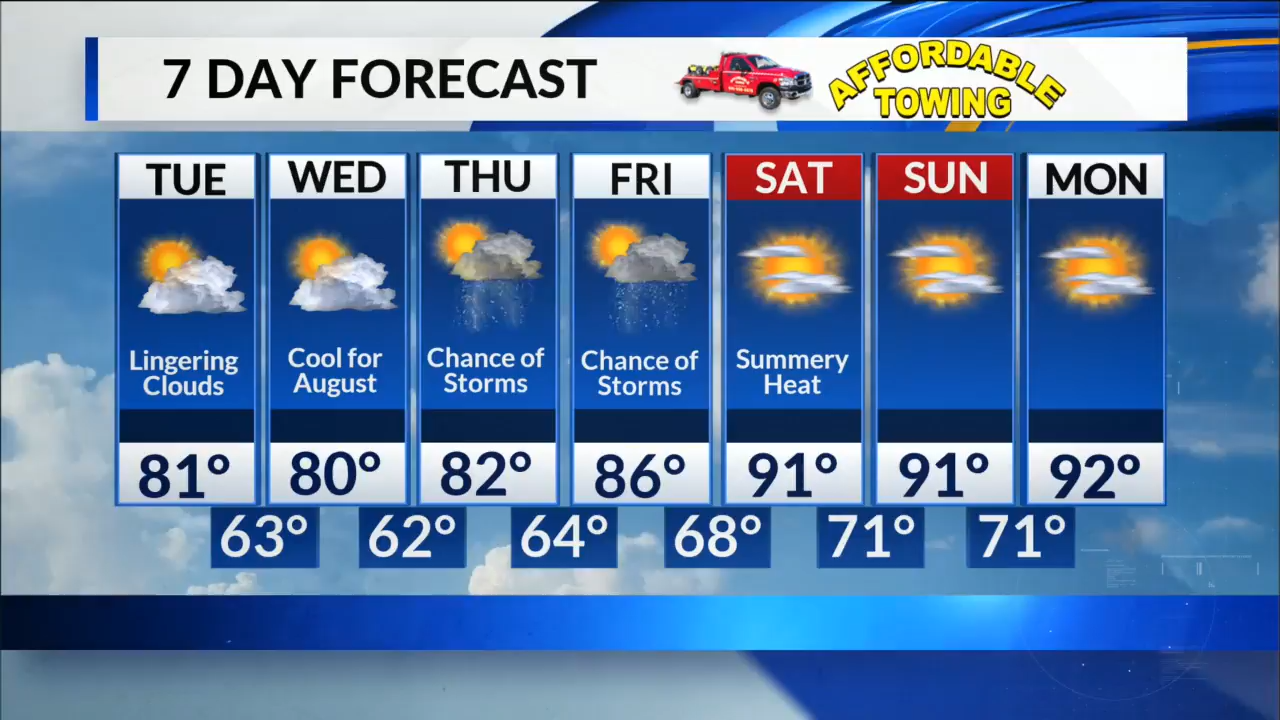 7 DAY FORECAST
AFFORDABLE
TOWING
TUE WED THU FRI SAT SUN MON
Lingering
Clouds
Cool for
August
Chance of
Storms
Chance of
Storms
Summery
Heat
81° 80° 82° 86° 91° 91° 92°
63° 62° 64° 68° 71° 71°